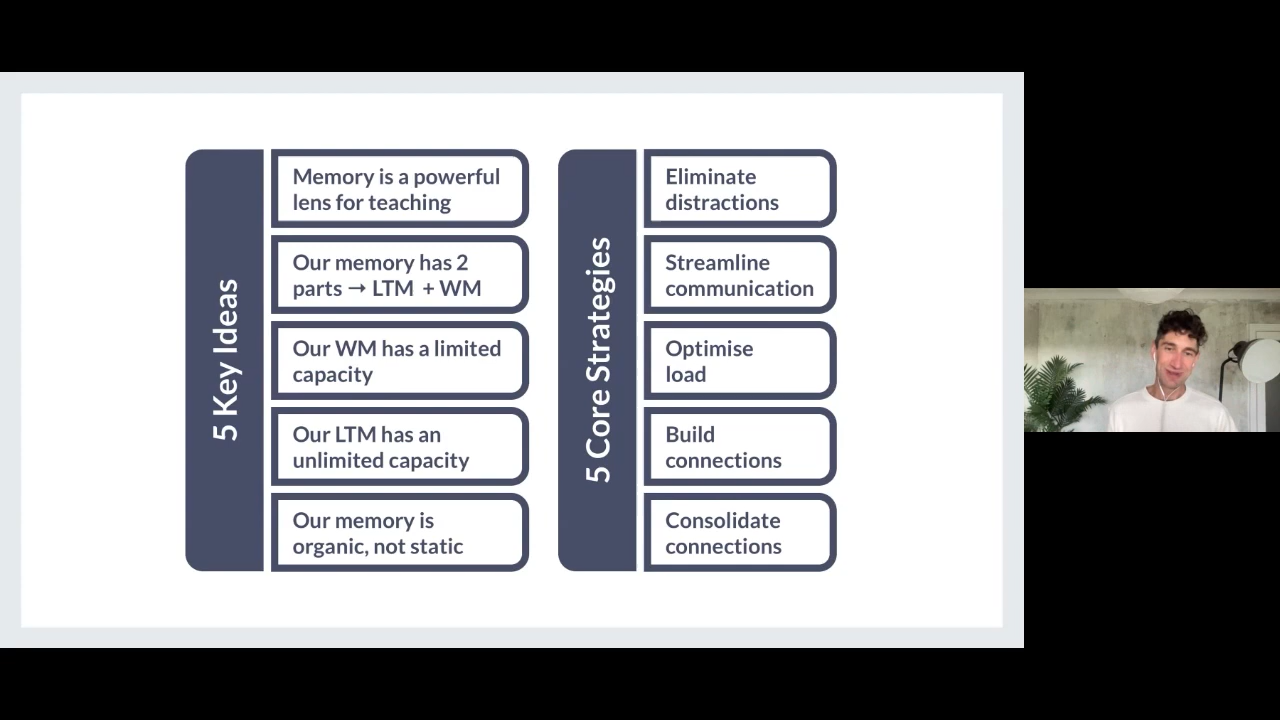 5 Key Ideas
Memory is a powerful
lens for teaching
Our memory has 2
parts → LTM + WM
Our WM has a limited
capacity
Our LTM has an
unlimited capacity
Our memory is
organic, not static
5 Core Strategies
Eliminate
distractions
Streamline
communication
Optimise
load
Build
connections
Consolidate
connections